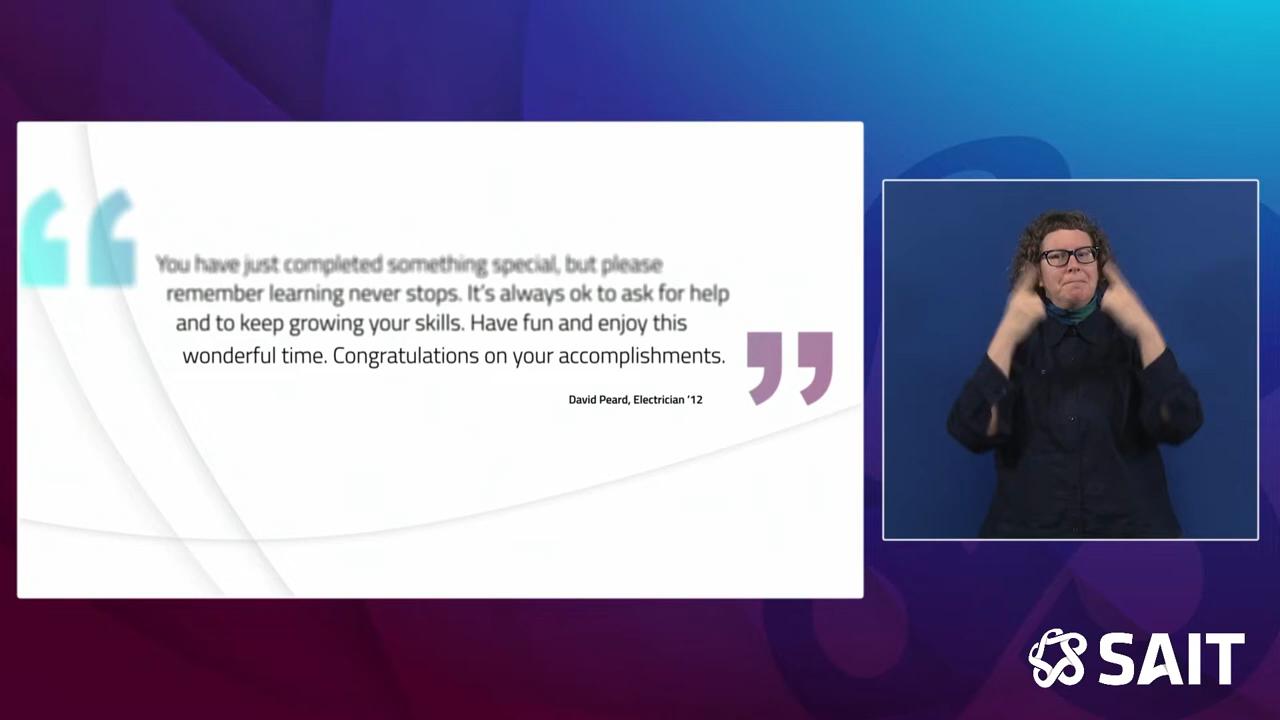 You have just completed something special, but please
remember learning never stops. It's always ok to ask for help
and to keep growing your skills. Have fun and enjoy this
wonderful time. Congratulations on your accomplishments.
David Peard, Electrician '12
SAIT